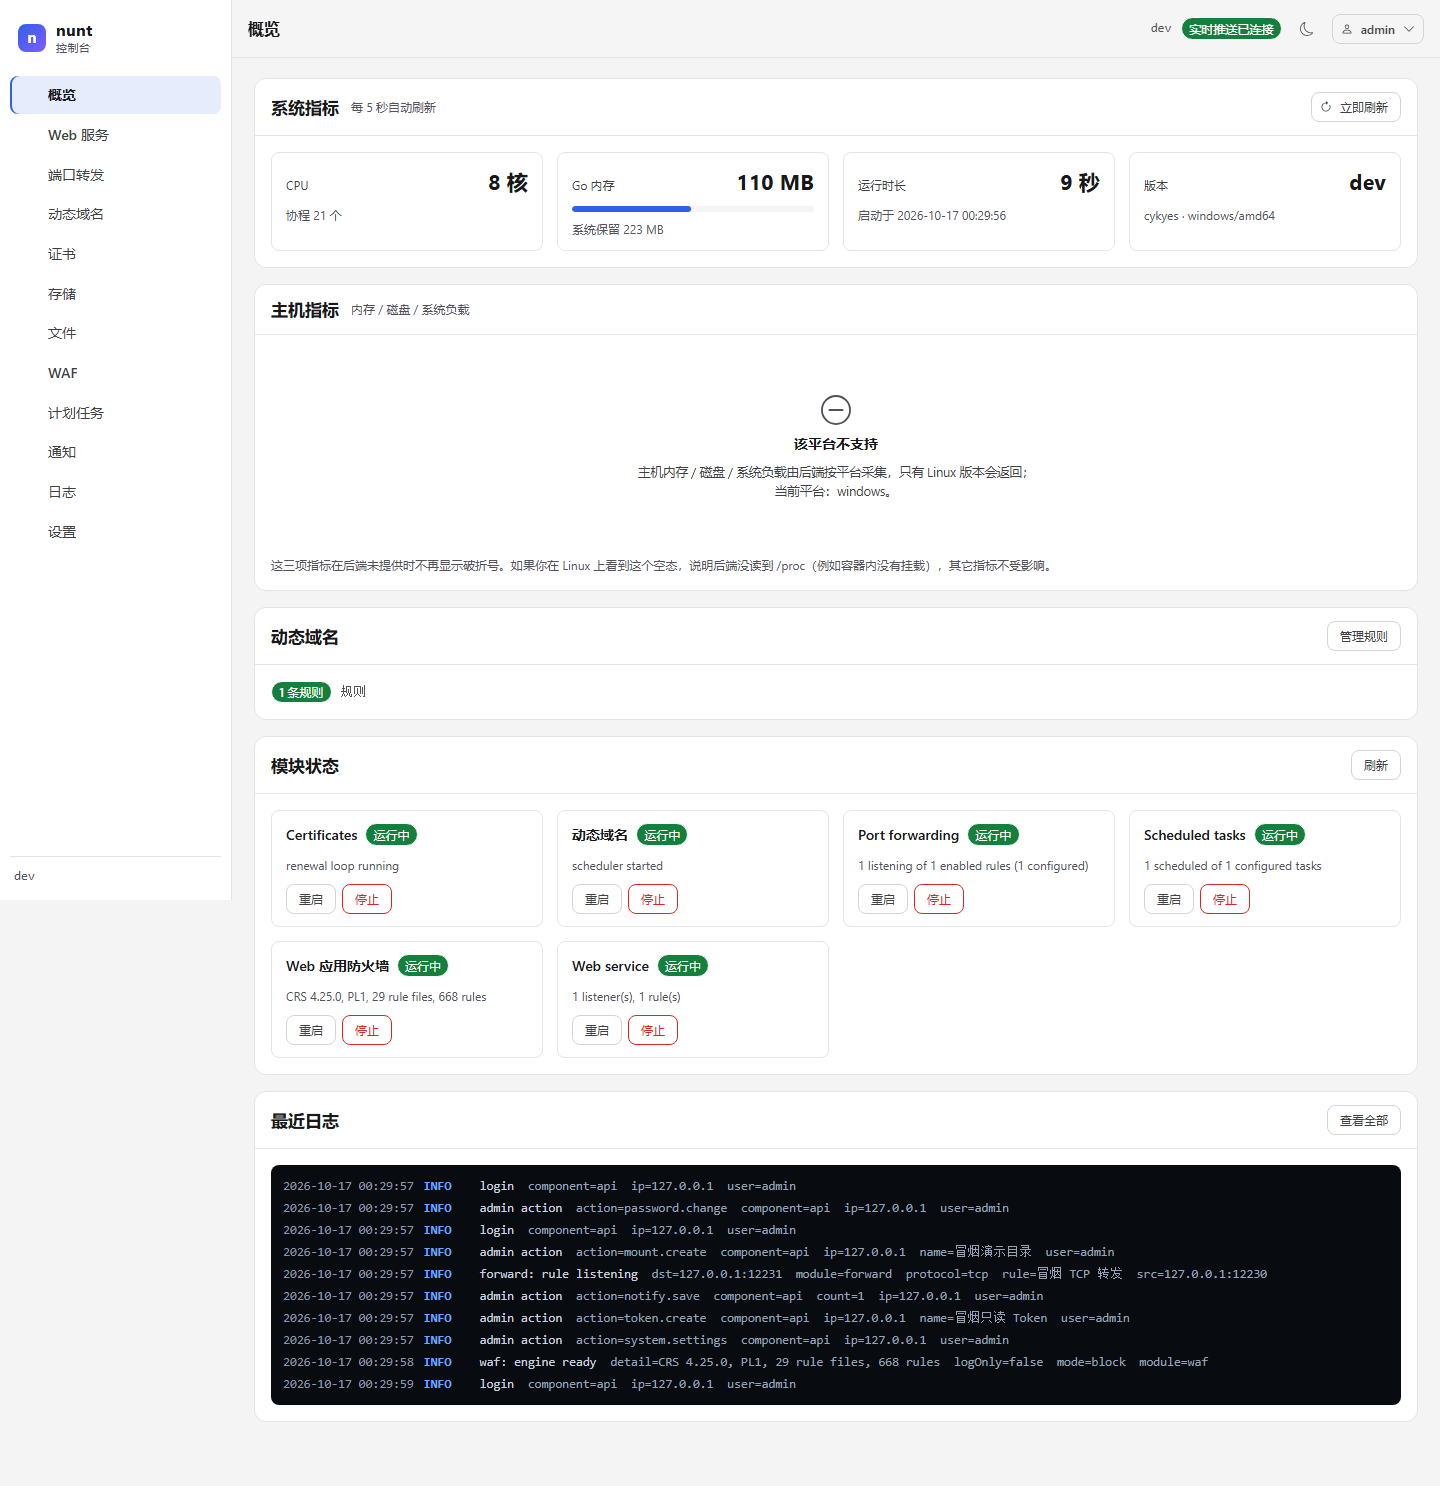 n
nunt
控制台
概览
Web 服务
端口转发
动态域名
证书
存储
文件
WAF
计划任务
通知
日志
设置
dev
概览
dev
实时推送已连接
admin
系统指标 每 5 秒自动刷新
立即刷新
CPU 8 核
协程 21 个
Go 内存 110 MB
系统保留 223 MB
运行时长 9 秒
启动于 2026-10-17 00:29:56
版本 dev
cykyes · windows/amd64
主机指标 内存 / 磁盘 / 系统负载
该平台不支持
主机内存 / 磁盘 / 系统负载由后端按平台采集，只有 Linux 版本会返回；
当前平台：windows。
这三项指标在后端未提供时不再显示破折号。如果你在 Linux 上看到这个空态，说明后端没读到 /proc（例如容器内没有挂载），其它指标不受影响。
动态域名
管理规则
1 条规则 规则
模块状态
刷新
Certificates 运行中
renewal loop running
重启 停止
动态域名 运行中
scheduler started
重启 停止
Port forwarding 运行中
1 listening of 1 enabled rules (1 configured)
重启 停止
Scheduled tasks 运行中
1 scheduled of 1 configured tasks
重启 停止
Web 应用防火墙 运行中
CRS 4.25.0, PL1, 29 rule files, 668 rules
重启 停止
Web service 运行中
1 listener(s), 1 rule(s)
重启 停止
最近日志
查看全部
2026-10-17 00:29:57 INFO login component=api ip=127.0.0.1 user=admin
2026-10-17 00:29:57 INFO admin action action=password.change component=api ip=127.0.0.1 user=admin
2026-10-17 00:29:57 INFO login component=api ip=127.0.0.1 user=admin
2026-10-17 00:29:57 INFO admin action action=mount.create component=api ip=127.0.0.1 name=冒烟演示目录 user=admin
2026-10-17 00:29:57 INFO forward: rule listening dst=127.0.0.1:12231 module=forward protocol=tcp rule=冒烟 TCP 转发 src=127.0.0.1:12230
2026-10-17 00:29:57 INFO admin action action=notify.save component=api count=1 ip=127.0.0.1 user=admin
2026-10-17 00:29:57 INFO admin action action=token.create component=api ip=127.0.0.1 name=冒烟只读 Token user=admin
2026-10-17 00:29:57 INFO admin action action=system.settings component=api ip=127.0.0.1 user=admin
2026-10-17 00:29:58 INFO waf: engine ready detail=CRS 4.25.0, PL1, 29 rule files, 668 rules logOnly=false mode=block module=waf
2026-10-17 00:29:59 INFO login component=api ip=127.0.0.1 user=admin